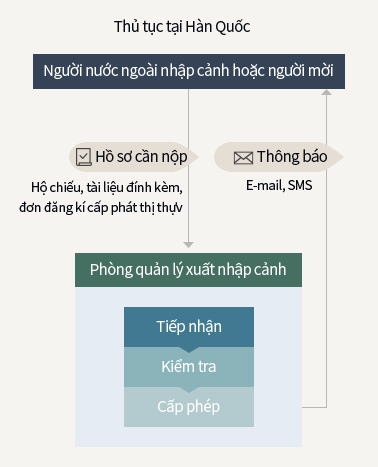 Thủ tục tại Hàn Quốc
Người nước ngoài nhập cảnh hoặc người mời
Hồ sơ cần nộp
Thông báo
Hộ chiếu, tài liệu đính kèm,
đơn đăng kí cấp phát thị thựv
E-mail, SMS
Phòng quản lý xuất nhập cảnh
Tiếp nhận
Kiểm tra
Cấp phép